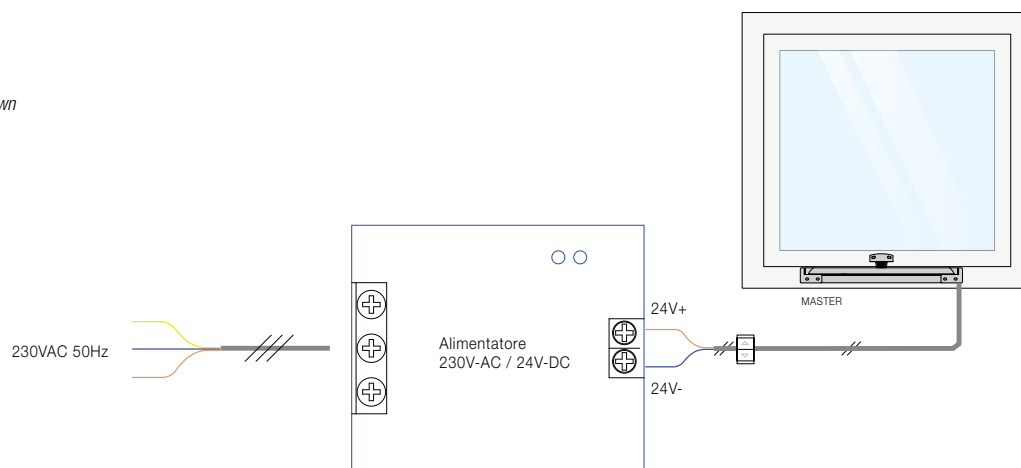 wn
MASTER
24V+
230VAC 50Hz
Alimentatore
230V-AC / 24V-DC
24V-